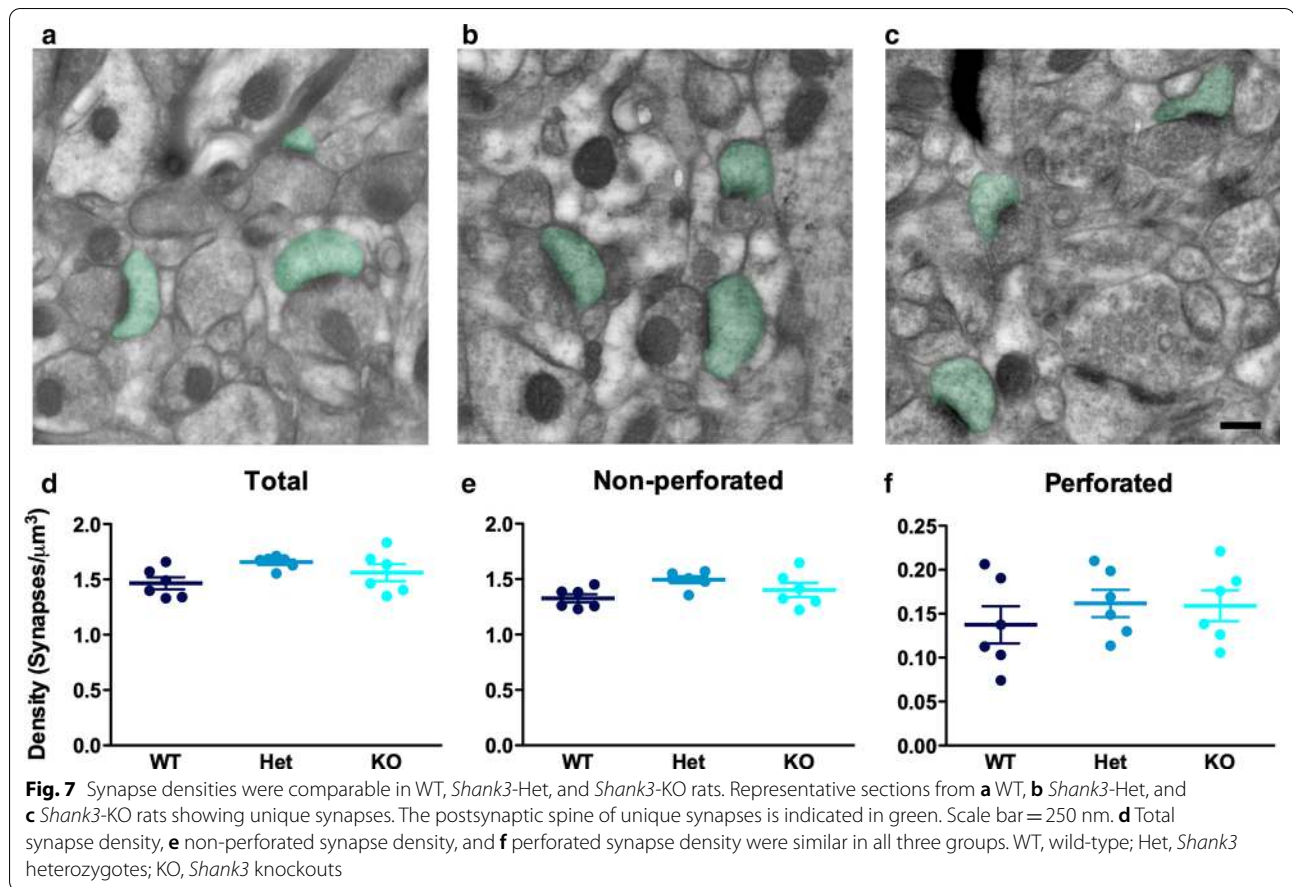 a
b
c
d
Total
e
Non-perforated
f
Perforated
Density (Synapses/μm³)
2.0
1.5
1.0
0.5
0.0
WT
Het
KO
2.0
1.5
1.0
0.5
0.0
WT
Het
KO
0.25
0.20
0.15
0.10
0.05
0.00
WT
Het
KO
Fig. 7 Synapse densities were comparable in WT, Shank3-Het, and Shank3-KO rats. Representative sections from a WT, b Shank3-Het, and
c Shank3-KO rats showing unique synapses. The postsynaptic spine of unique synapses is indicated in green. Scale bar = 250 nm. d Total
synapse density, e non-perforated synapse density, and f perforated synapse density were similar in all three groups. WT, wild-type; Het, Shank3
heterozygotes; KO, Shank3 knockouts